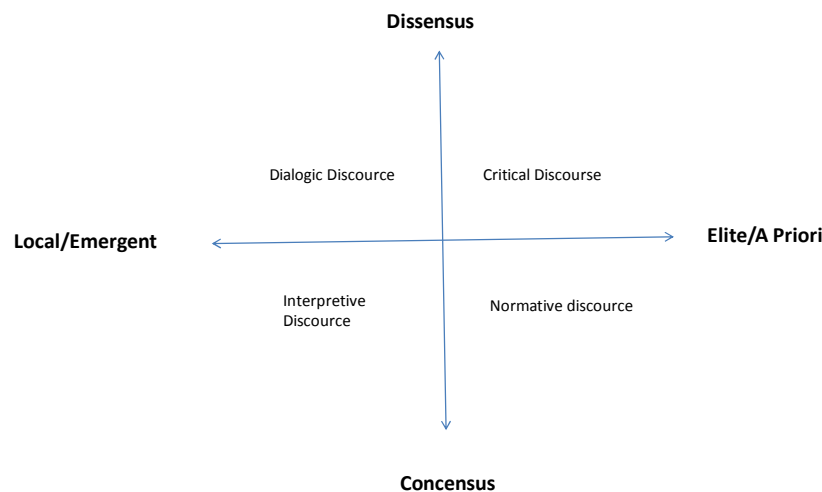 Dissensus
Dialogic Discource
Critical Discourse
Local/Emergent
Elite/A Priori
Interpretive
Discource
Normative discource
Concensus